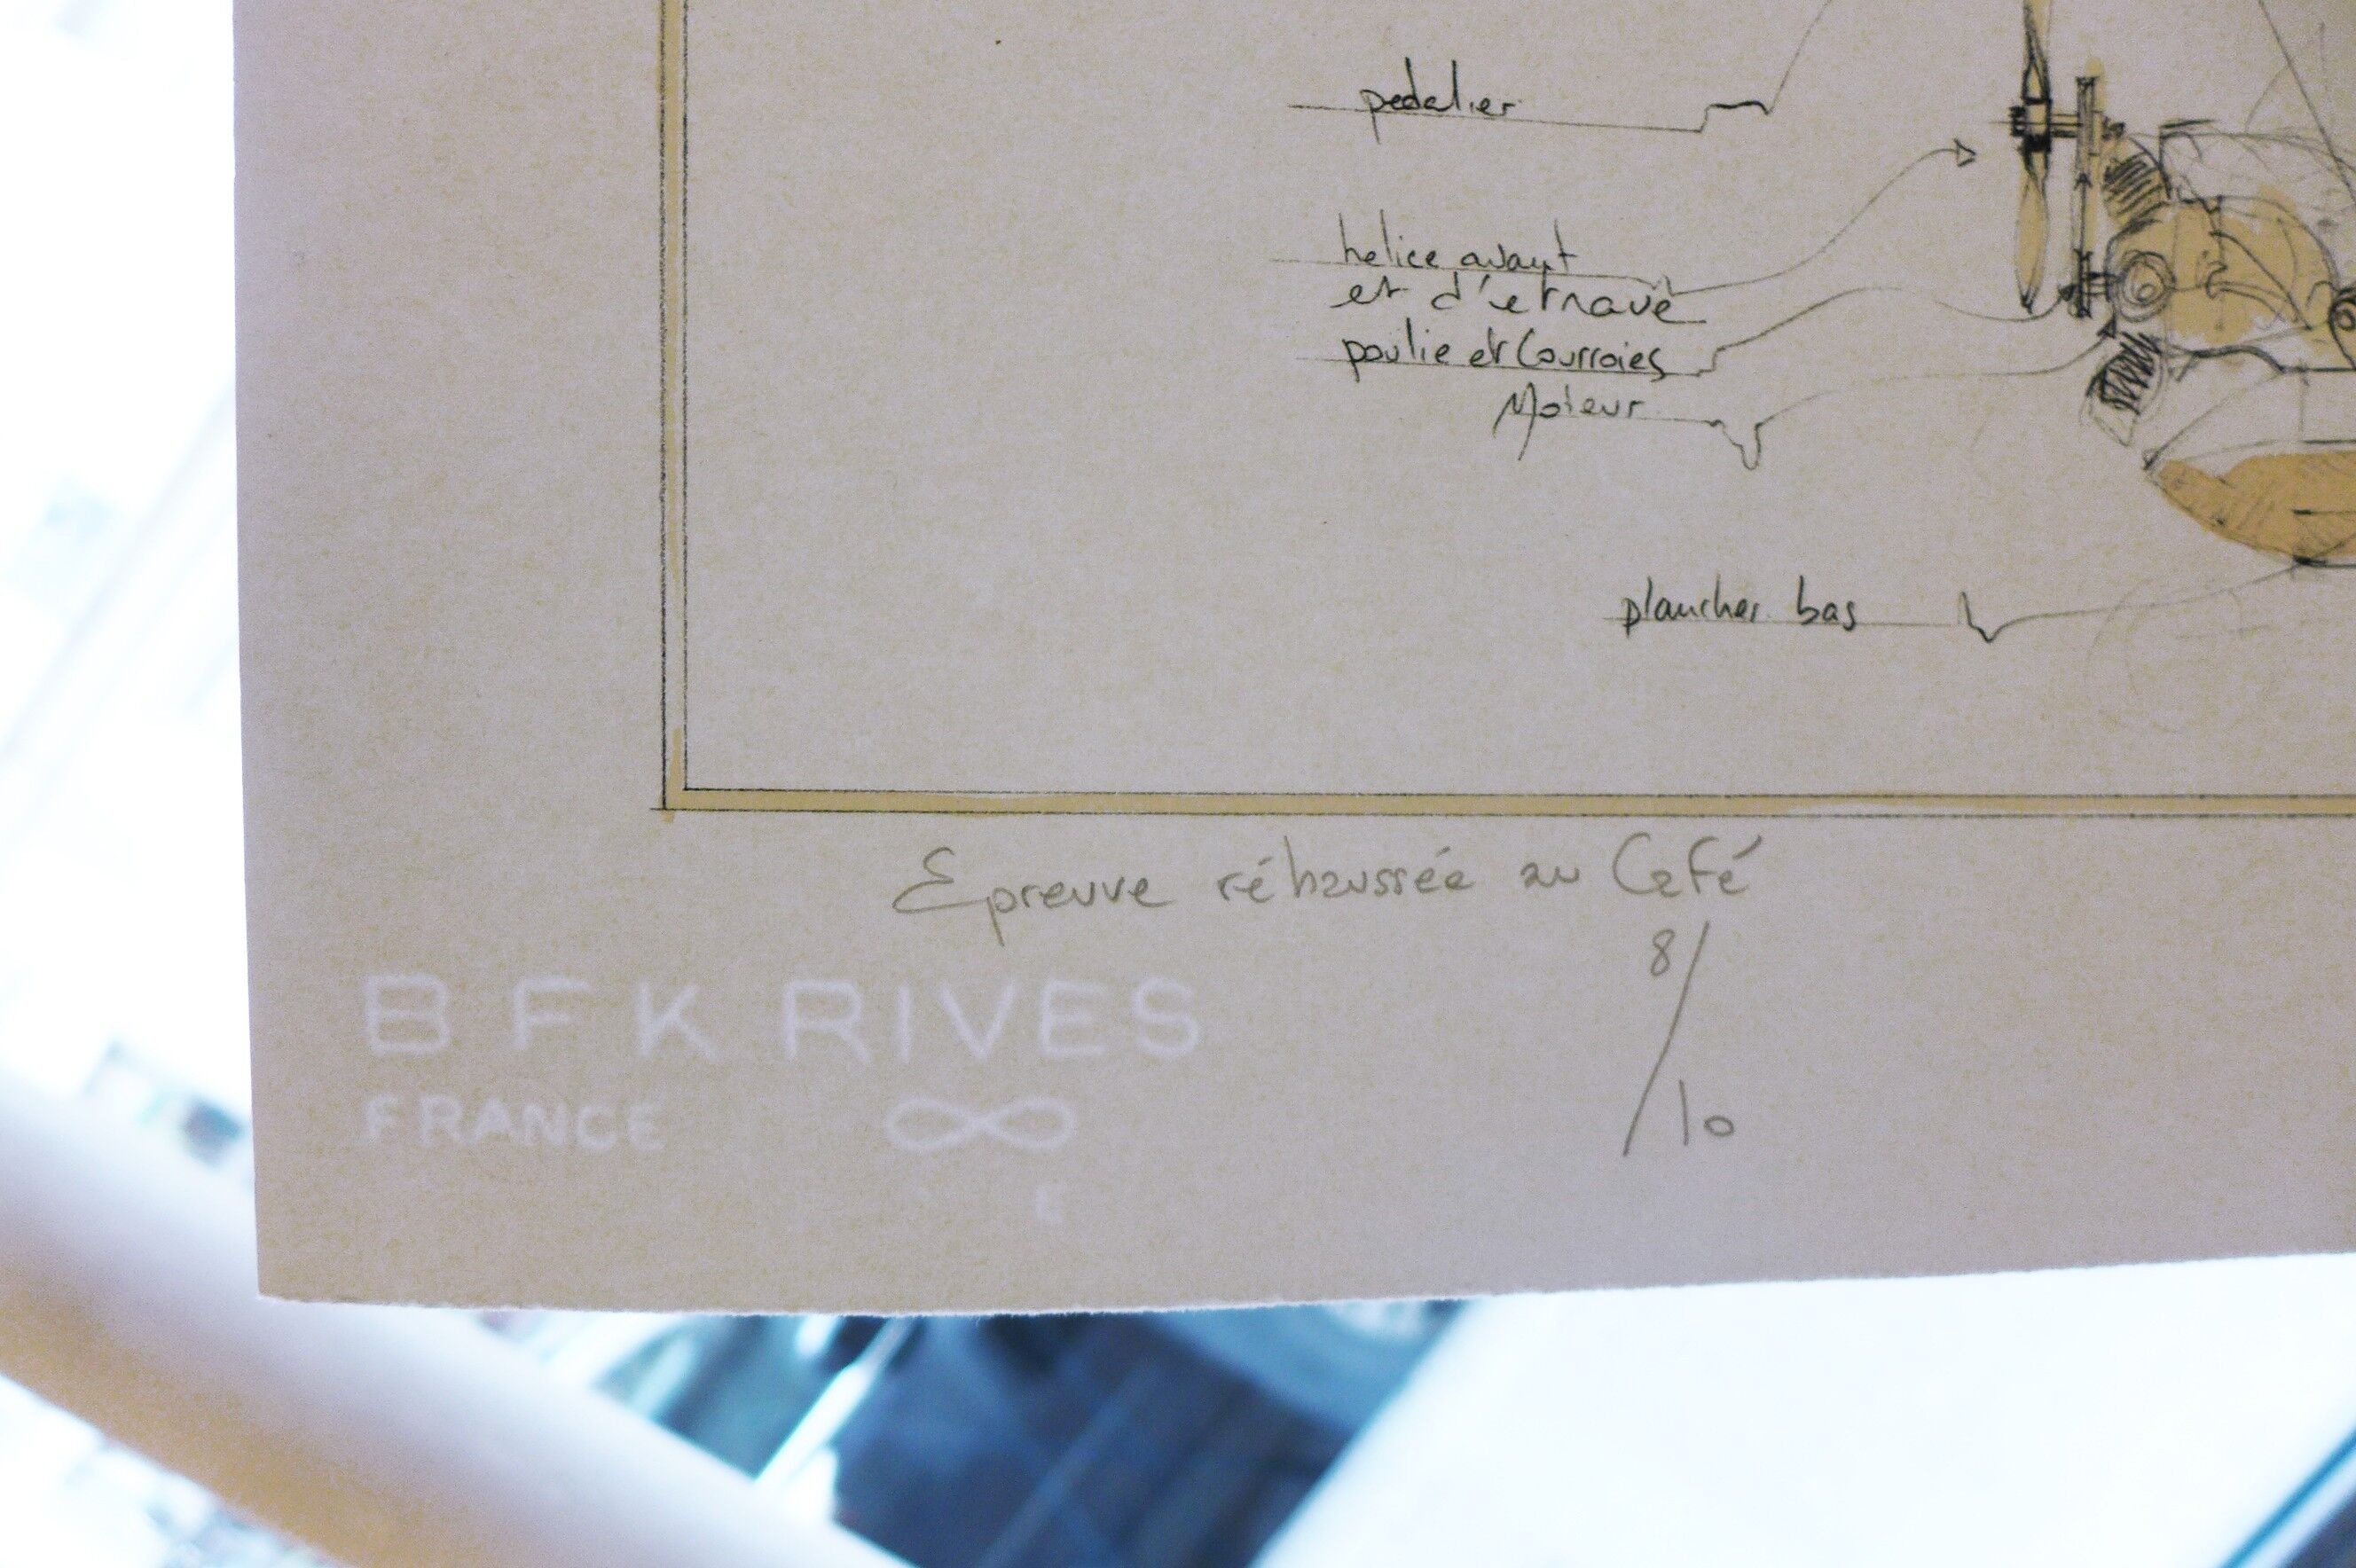 pedalier
helice avant
et d'etrave
poulie et Courroies
Moteur
plancher bas
Epreuve réhaussée au Café
8/10
BFK RIVES
FRANCE ∞
E